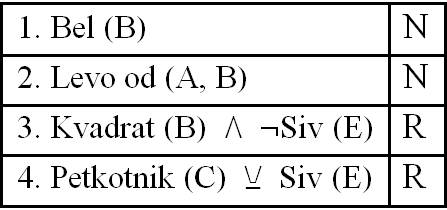 1. Bel (B) N
2. Levo od (A, B) N
3. Kvadrat (B) ∧ ¬Siv (E) R
4. Petkotnik (C) ⊻ Siv (E) R